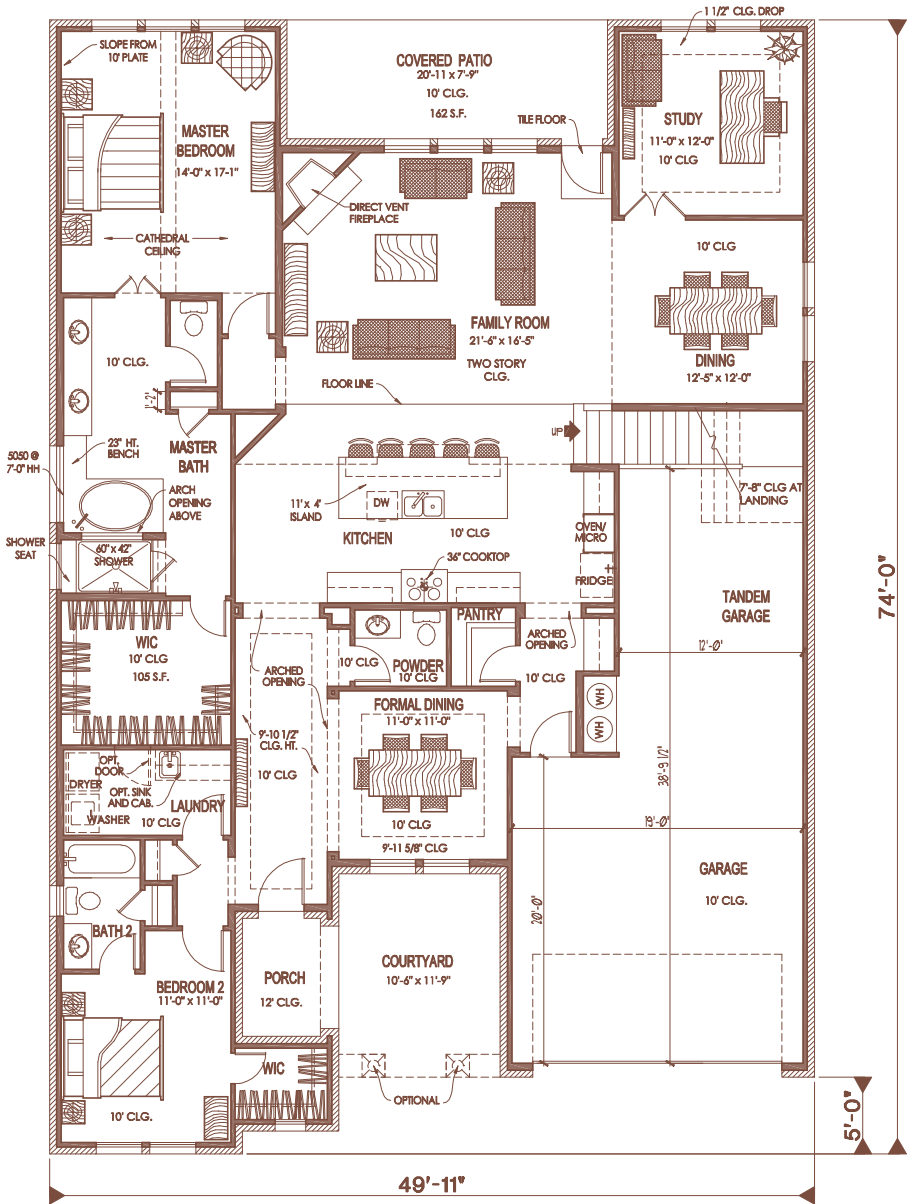 1 1/2" CLG. DROP
SLOPE FROM
10' PLATE
COVERED PATIO
20'-11 x 7'-9"
10' CLG.
162 S.F.
TILE FLOOR
STUDY
11'-0" x 12'-0"
10' CLG
MASTER
BEDROOM
14'-0" x 17'-1"
DIRECT VENT
FIREPLACE
CATHEDRAL
CEILING
10' CLG
FAMILY ROOM
21'-6" x 16'-5"
TWO STORY
CLG.
DINING
12'-5" x 12'-0"
10' CLG.
FLOOR LINE
1'-2"
UP
23" HT.
BENCH
MASTER
BATH
5050 @
7'-0" HH
ARCH
OPENING
ABOVE
11' x 4'
ISLAND
DW
7'-8" CLG AT
LANDING
KITCHEN
10' CLG
OVEN/
MICRO
SHOWER
SEAT
60" x 42"
SHOWER
36" COOKTOP
FRIDGE
74'-0"
TANDEM
GARAGE
PANTRY
WIC
10' CLG
105 S.F.
ARCHED
OPENING
10' CLG
POWDER
10' CLG
ARCHED
OPENING
10' CLG
12'-0"
FORMAL DINING
11'-0" x 11'-0"
WH
WH
9'-10 1/2"
CLG. HT.
10' CLG
38'-9 1/2"
OPT.
DOOR
DRYER
OPT. SINK
AND CAB.
LAUNDRY
WASHER
10' CLG
10' CLG
9'-11 5/8" CLG
19'-0"
GARAGE
10' CLG.
20'-0"
BATH 2
COURTYARD
10'-6" x 11'-9"
PORCH
12' CLG.
BEDROOM 2
11'-0" x 11'-0"
WIC
10' CLG.
OPTIONAL
5'-0"
49'-11"